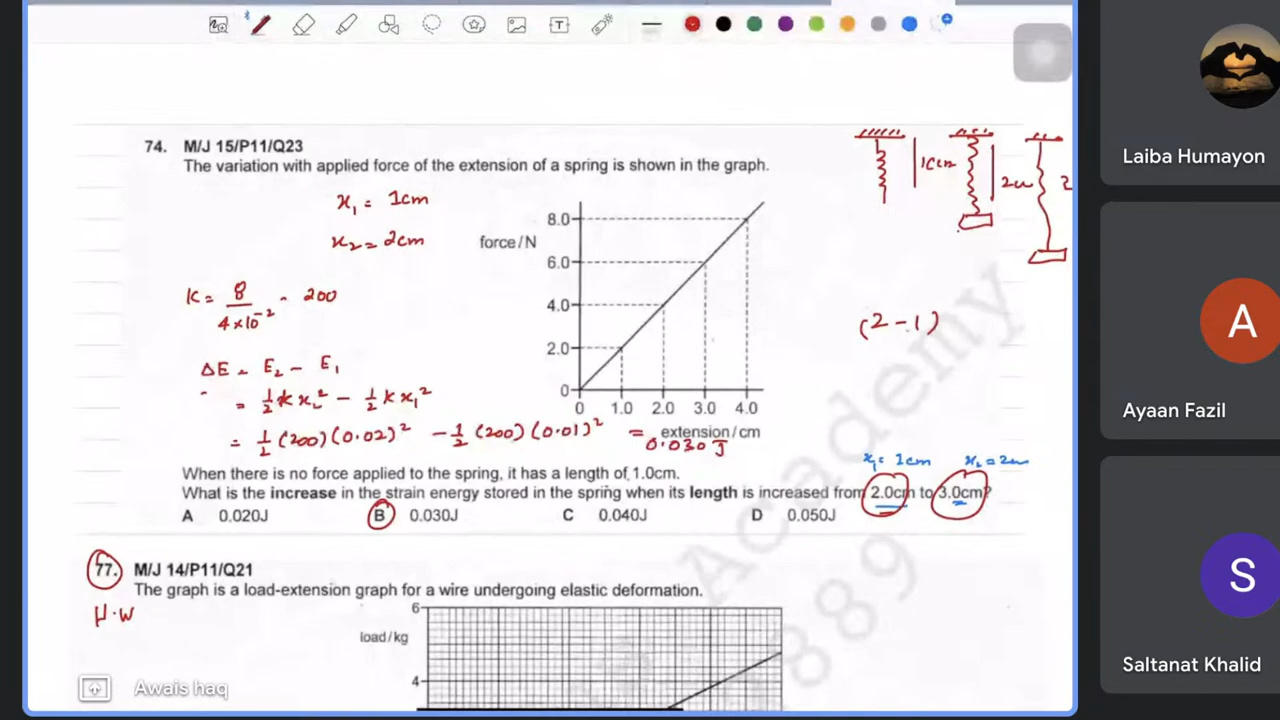 74. M/J 15/P11/Q23
The variation with applied force of the extension of a spring is shown in the graph.
x₁ = 1cm
x₂ = 2cm
force/N
8.0
6.0
4.0
2.0
0
0 1.0 2.0 3.0 4.0
extension/cm
1cm
2cm
(2-1)
K = 8 / 4×10⁻² = 200
ΔE = E₂ - E₁
= ½kx₂² - ½kx₁²
= ½(200)(0.02)² - ½(200)(0.01)² = 0.030J
x₁ = 1cm x₂ = 2cm
When there is no force applied to the spring, it has a length of 1.0cm.
What is the increase in the strain energy stored in the spring when its length is increased from 2.0cm to 3.0cm?
A 0.020J B 0.030J C 0.040J D 0.050J
77. M/J 14/P11/Q21
The graph is a load-extension graph for a wire undergoing elastic deformation.
H.W
load/kg
6
4
Awais haq
Academy
889
Laiba Humayon
A
Ayaan Fazil
S
Saltanat Khalid